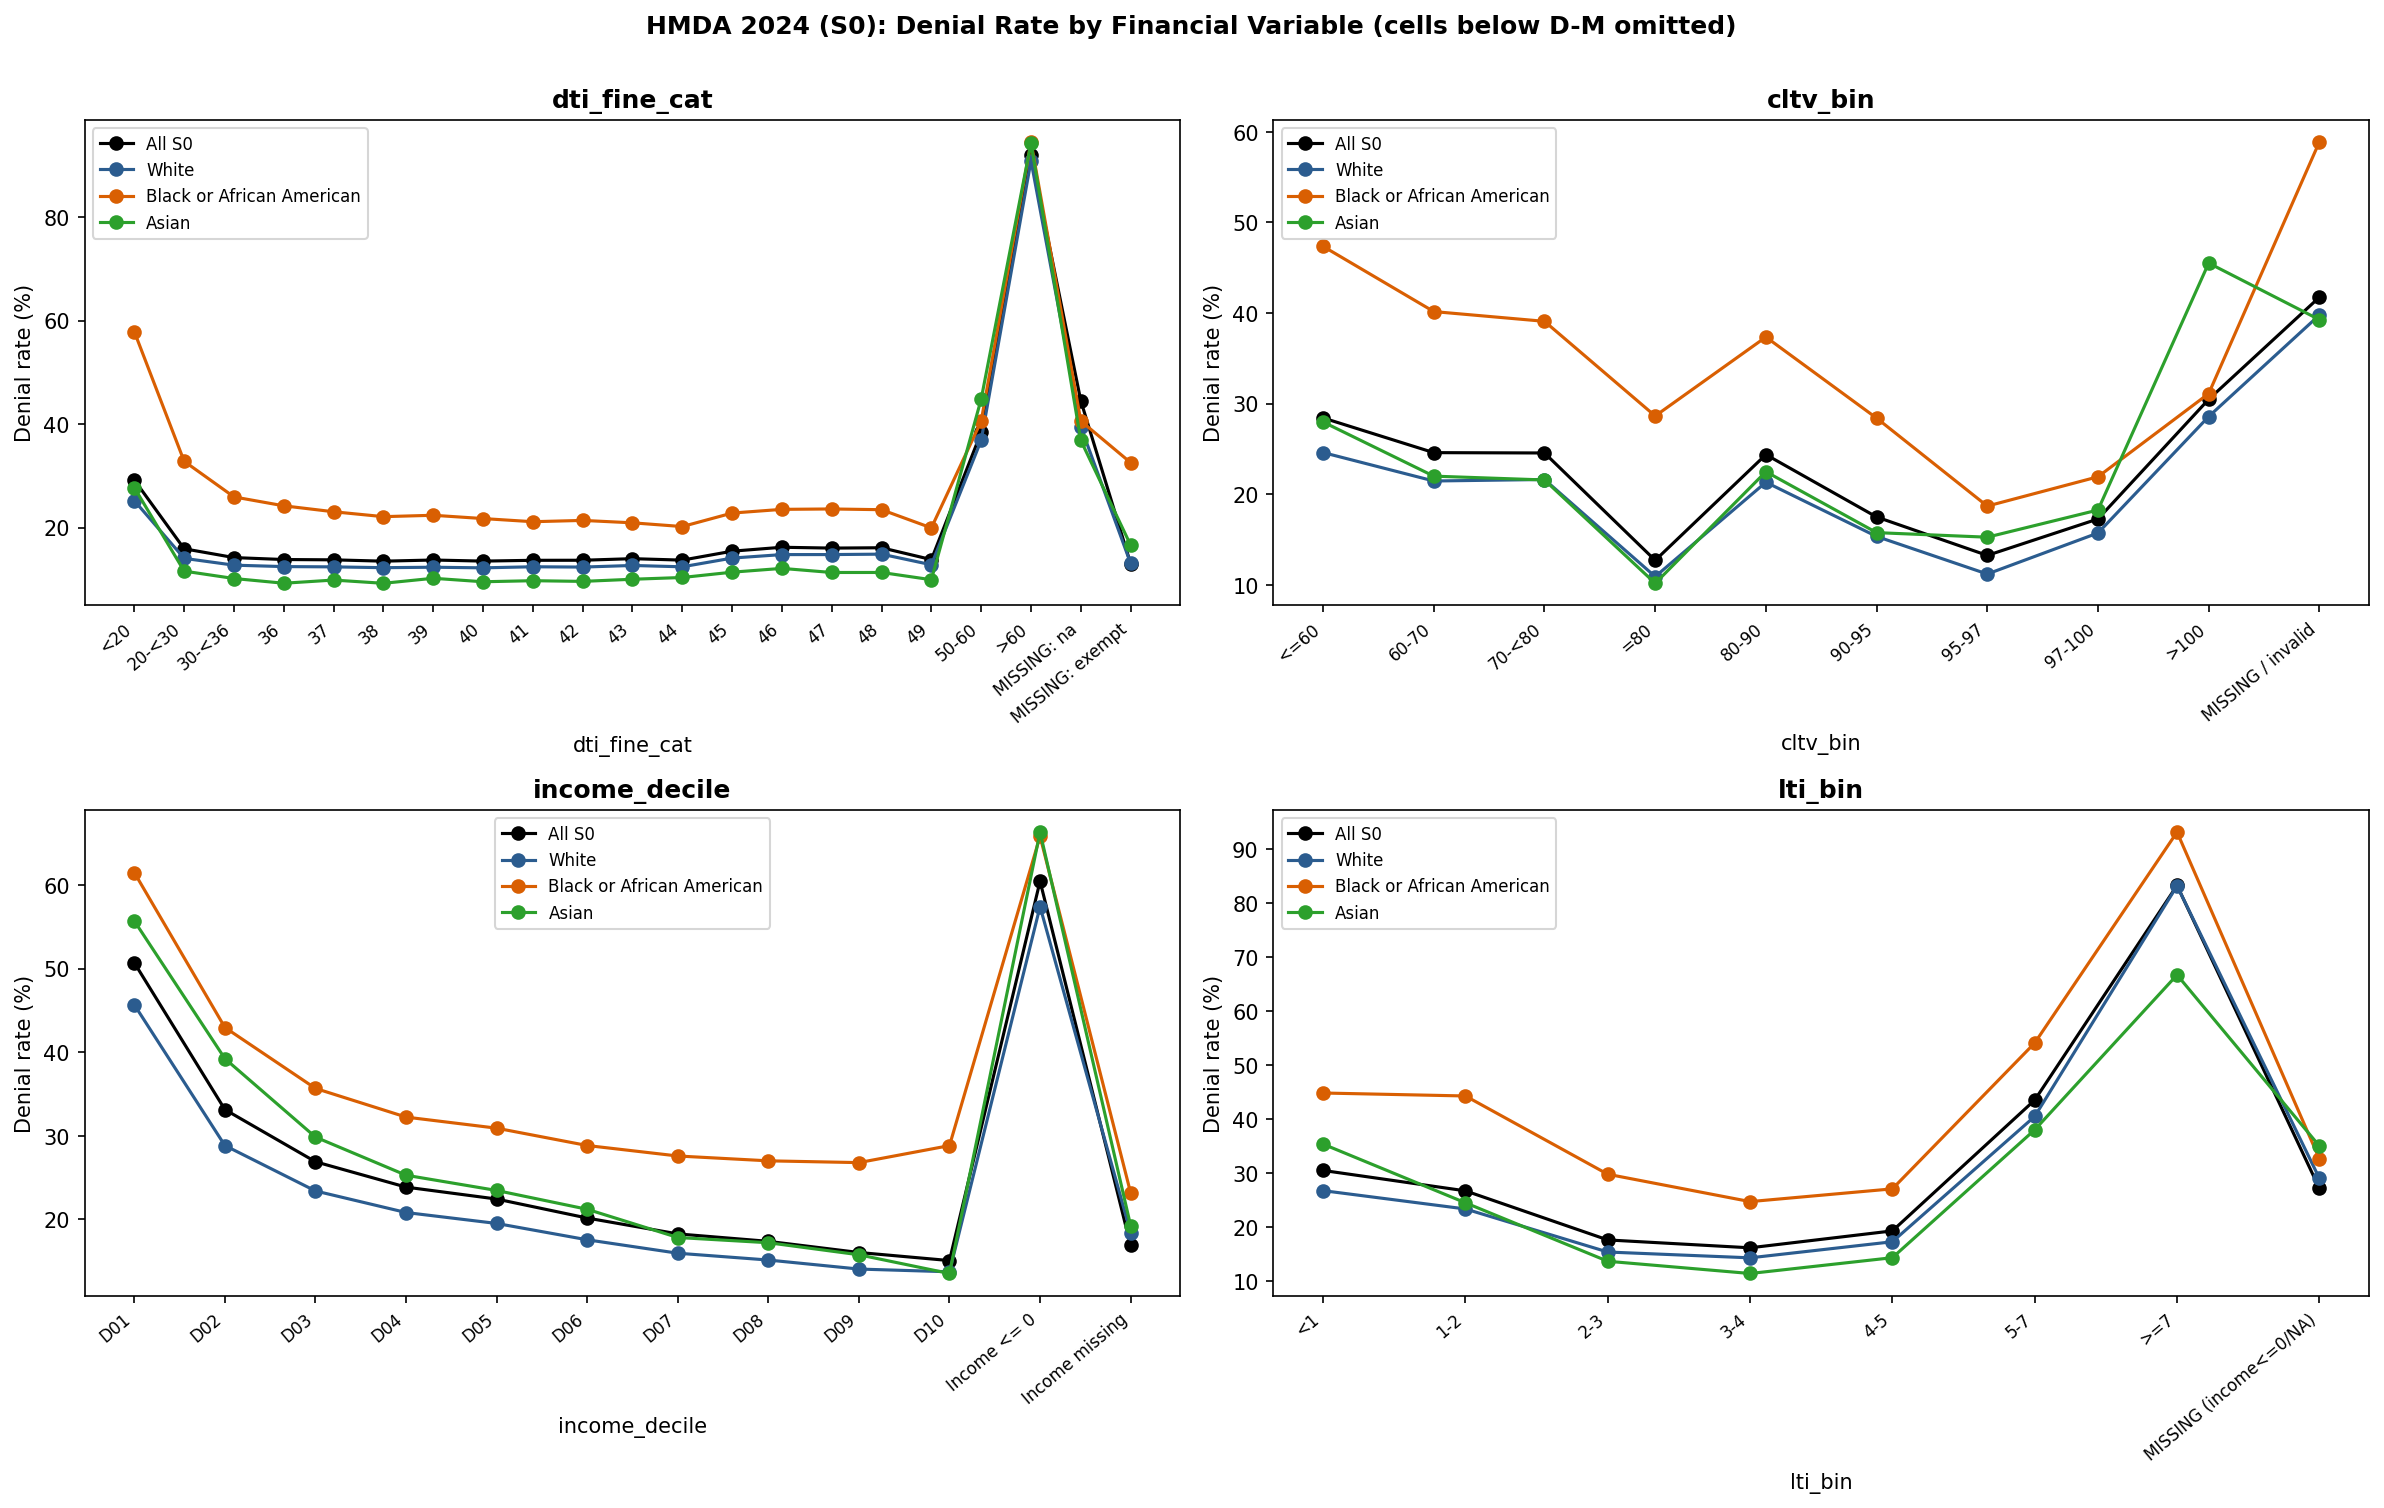 HMDA 2024 (S0): Denial Rate by Financial Variable (cells below D-M omitted)
dti_fine_cat
All S0
White
Black or African American
Asian
Denial rate (%)
80
60
40
20
<20
20-<30
30-<36
36
37
38
39
40
41
42
43
44
45
46
47
48
49
50-60
>60
MISSING: na
MISSING: exempt
dti_fine_cat
cltv_bin
All S0
White
Black or African American
Asian
Denial rate (%)
60
50
40
30
20
10
<=60
60-70
70-<80
=80
80-90
90-95
95-97
97-100
>100
MISSING / invalid
cltv_bin
income_decile
All S0
White
Black or African American
Asian
Denial rate (%)
60
50
40
30
20
D01
D02
D03
D04
D05
D06
D07
D08
D09
D10
Income <= 0
Income missing
income_decile
lti_bin
All S0
White
Black or African American
Asian
Denial rate (%)
90
80
70
60
50
40
30
20
10
<1
1-2
2-3
3-4
4-5
5-7
>=7
MISSING (income<=0/NA)
lti_bin